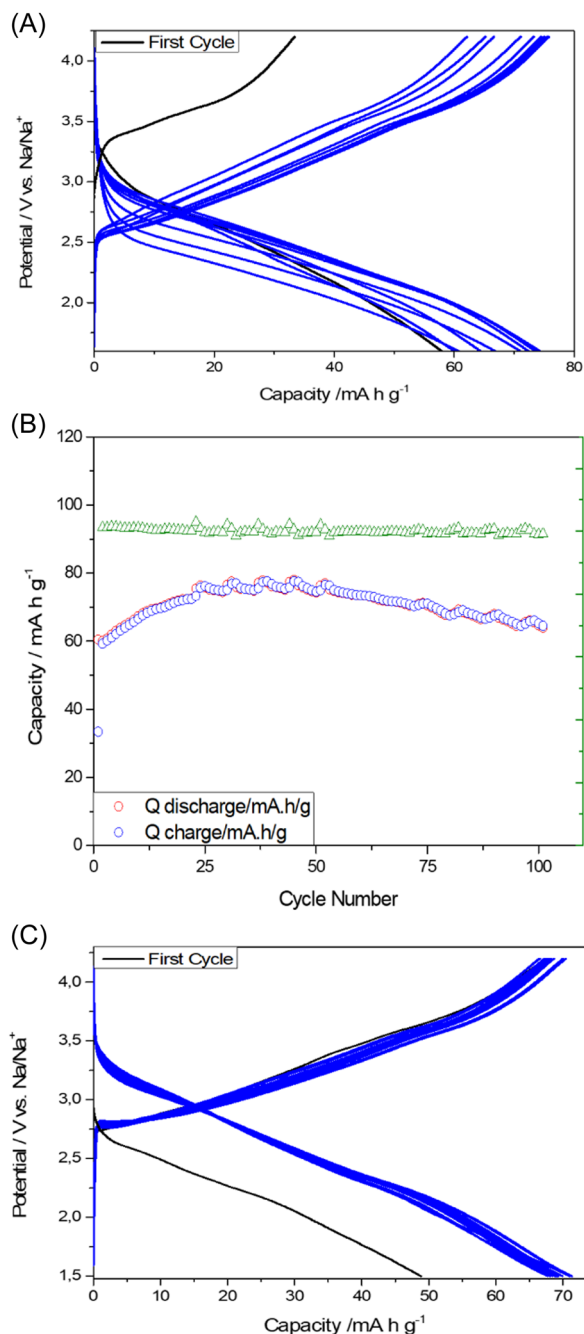 (A)
First Cycle
4,0
3,5
3,0
2,5
2,0
Potential / V vs. Na/Na⁺
0
20
40
60
80
Capacity /mA h g⁻¹
(B)
120
100
80
60
40
20
0
Capacity / mA h g⁻¹
Q discharge/mA.h/g
Q charge/mA.h/g
0
25
50
75
100
Cycle Number
(C)
First Cycle
4,0
3,5
3,0
2,5
2,0
1,5
Potential / V vs. Na/Na⁺
0
10
20
30
40
50
60
70
Capacity /mA h g⁻¹